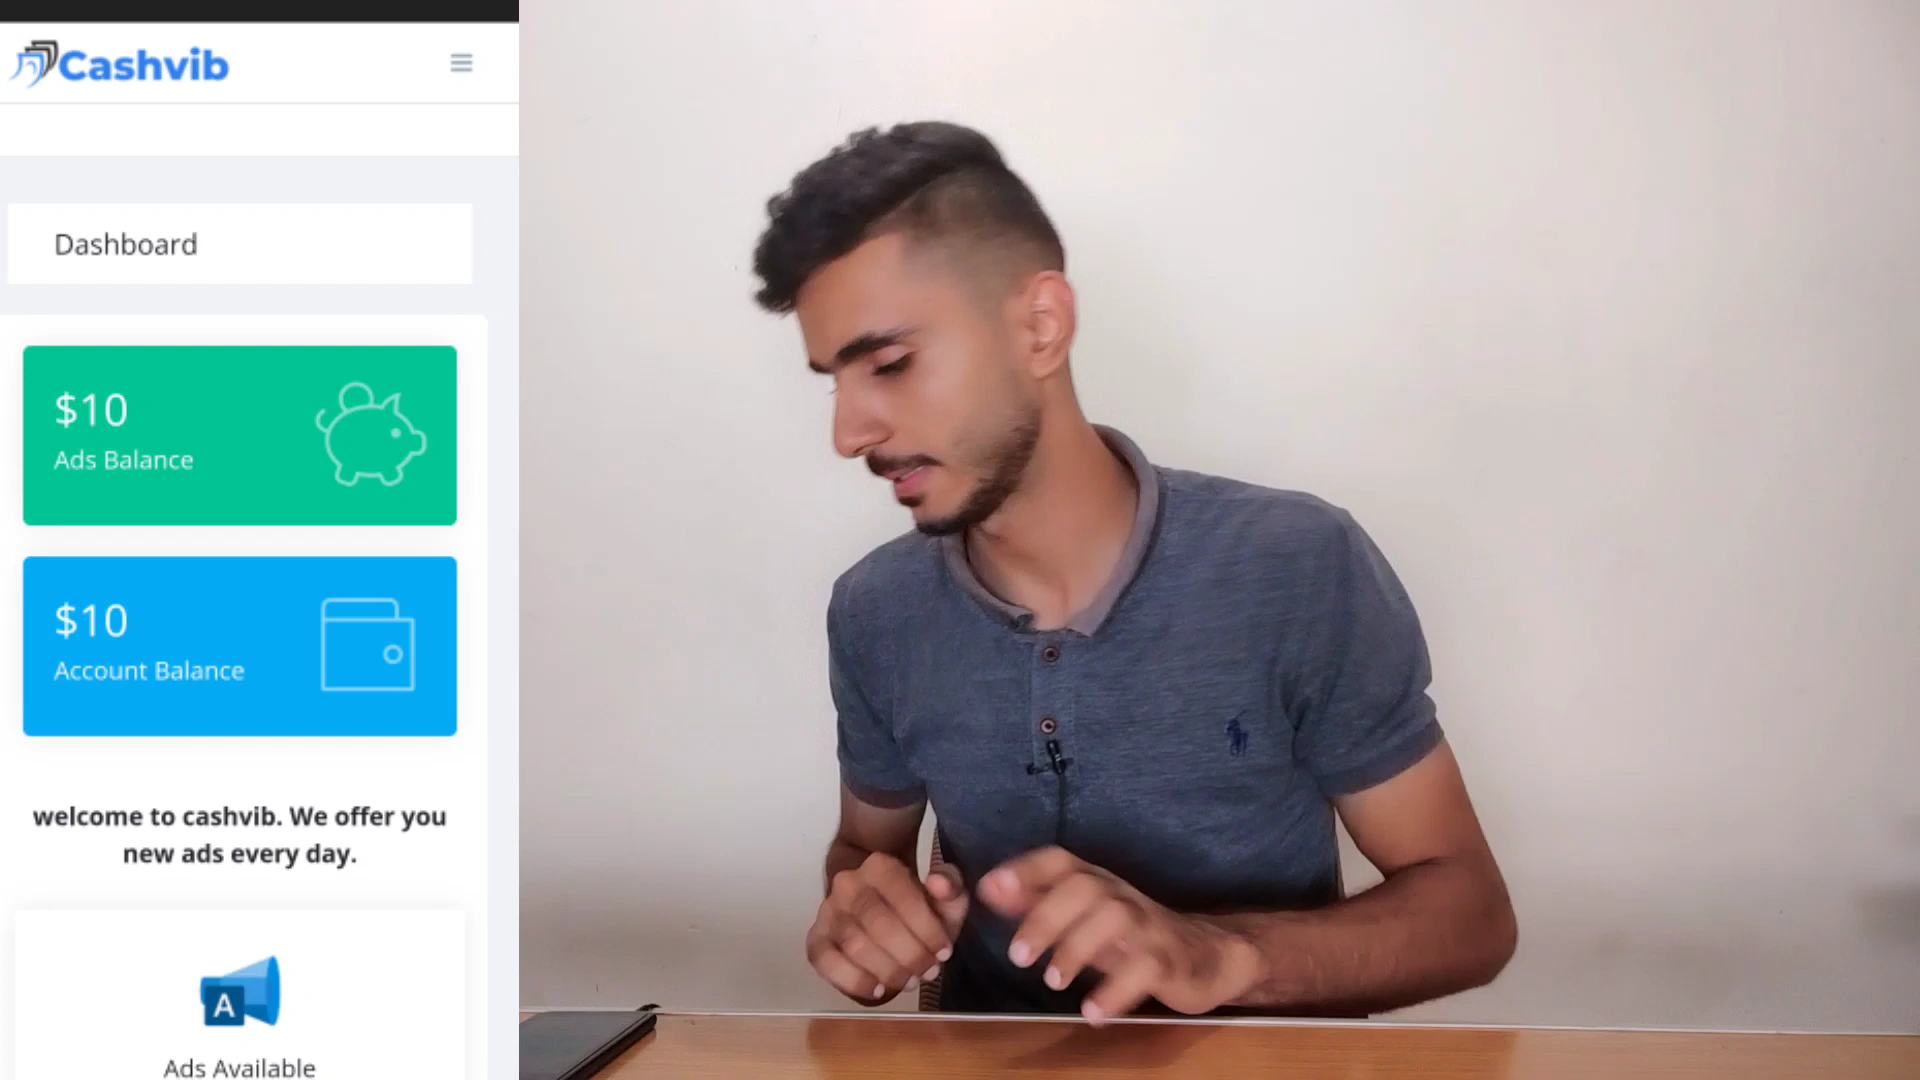 Cashvib
Dashboard
$10
Ads Balance
$10
Account Balance
welcome to cashvib. We offer you
new ads every day.
A
Ads Available